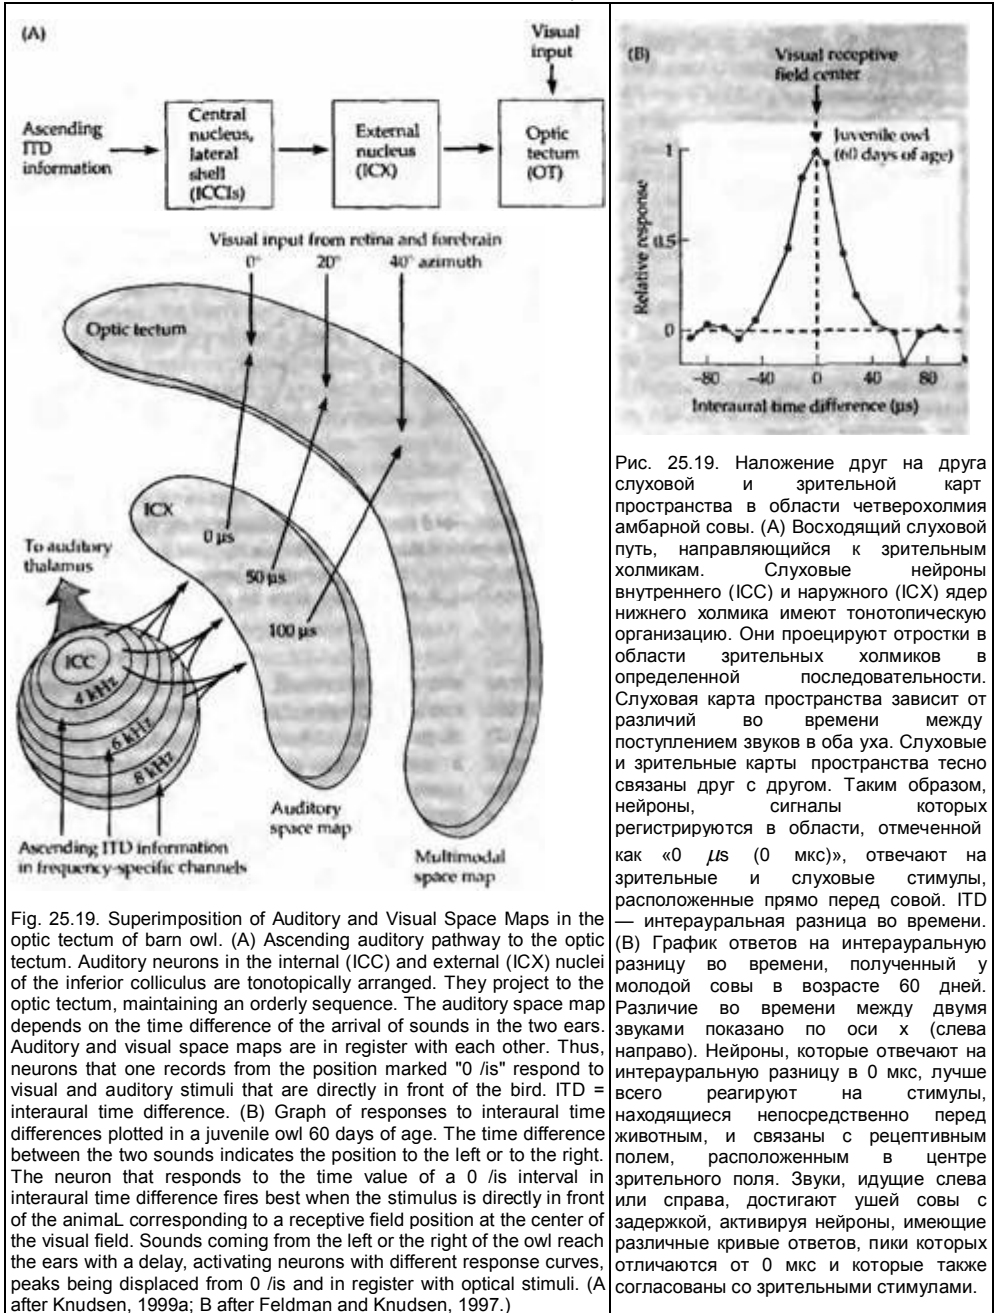 (A)
Visual
input
Ascending
ITD
information
Central
nucleus,
lateral
shell
(ICCls)
External
nucleus
(ICX)
Optic
tectum
(OT)
Visual input from retina and forebrain
0° 20° 40° azimuth
Optic tectum
ICX
0 µs
50 µs
100 µs
To auditory
thalamus
ICC
4 kHz
6 kHz
8 kHz
Auditory
space map
Ascending ITD information
in frequency-specific channels
Multimodal
space map
Fig. 25.19. Superimposition of Auditory and Visual Space Maps in the
optic tectum of barn owl. (A) Ascending auditory pathway to the optic
tectum. Auditory neurons in the internal (ICC) and external (ICX) nuclei
of the inferior colliculus are tonotopically arranged. They project to the
optic tectum, maintaining an orderly sequence. The auditory space map
depends on the time difference of the arrival of sounds in the two ears.
Auditory and visual space maps are in register with each other. Thus,
neurons that one records from the position marked "0 /is" respond to
visual and auditory stimuli that are directly in front of the bird. ITD =
interaural time difference. (B) Graph of responses to interaural time
differences plotted in a juvenile owl 60 days of age. The time difference
between the two sounds indicates the position to the left or to the right.
The neuron that responds to the time value of a 0 /is interval in
interaural time difference fires best when the stimulus is directly in front
of the animaL corresponding to a receptive field position at the center of
the visual field. Sounds coming from the left or the right of the owl reach
the ears with a delay, activating neurons with different response curves,
peaks being displaced from 0 /is and in register with optical stimuli. (A
after Knudsen, 1999a; B after Feldman and Knudsen, 1997.)
(B)
Visual receptive
field center
Juvenile owl
(60 days of age)
Relative response
1
0.5
0
-80 -40 0 40 80
Interaural time difference (µs)
Рис. 25.19. Наложение друг на друга
слуховой и зрительной карт
пространства в области четверохолмия
амбарной совы. (А) Восходящий слуховой
путь, направляющийся к зрительным
холмикам. Слуховые нейроны
внутреннего (ICC) и наружного (ICX) ядер
нижнего холмика имеют тонотопическую
организацию. Они проецируют отростки в
области зрительных холмиков в
определенной последовательности.
Слуховая карта пространства зависит от
различий во времени между
поступлением звуков в оба уха. Слуховые
и зрительные карты пространства тесно
связаны друг с другом. Таким образом,
нейроны, сигналы которых
регистрируются в области, отмеченной
как «0 µs (0 мкс)», отвечают на
зрительные и слуховые стимулы,
расположенные прямо перед совой. ITD
— интерауральная разница во времени.
(В) График ответов на интерауральную
разницу во времени, полученный у
молодой совы в возрасте 60 дней.
Различие во времени между двумя
звуками показано по оси x (слева
направо). Нейроны, которые отвечают на
интерауральную разницу в 0 мкс, лучше
всего реагируют на стимулы,
находящиеся непосредственно перед
животным, и связаны с рецептивным
полем, расположенным в центре
зрительного поля. Звуки, идущие слева
или справа, достигают ушей совы с
задержкой, активируя нейроны, имеющие
различные кривые ответов, пики которых
отличаются от 0 мкс и которые также
согласованы со зрительными стимулами.